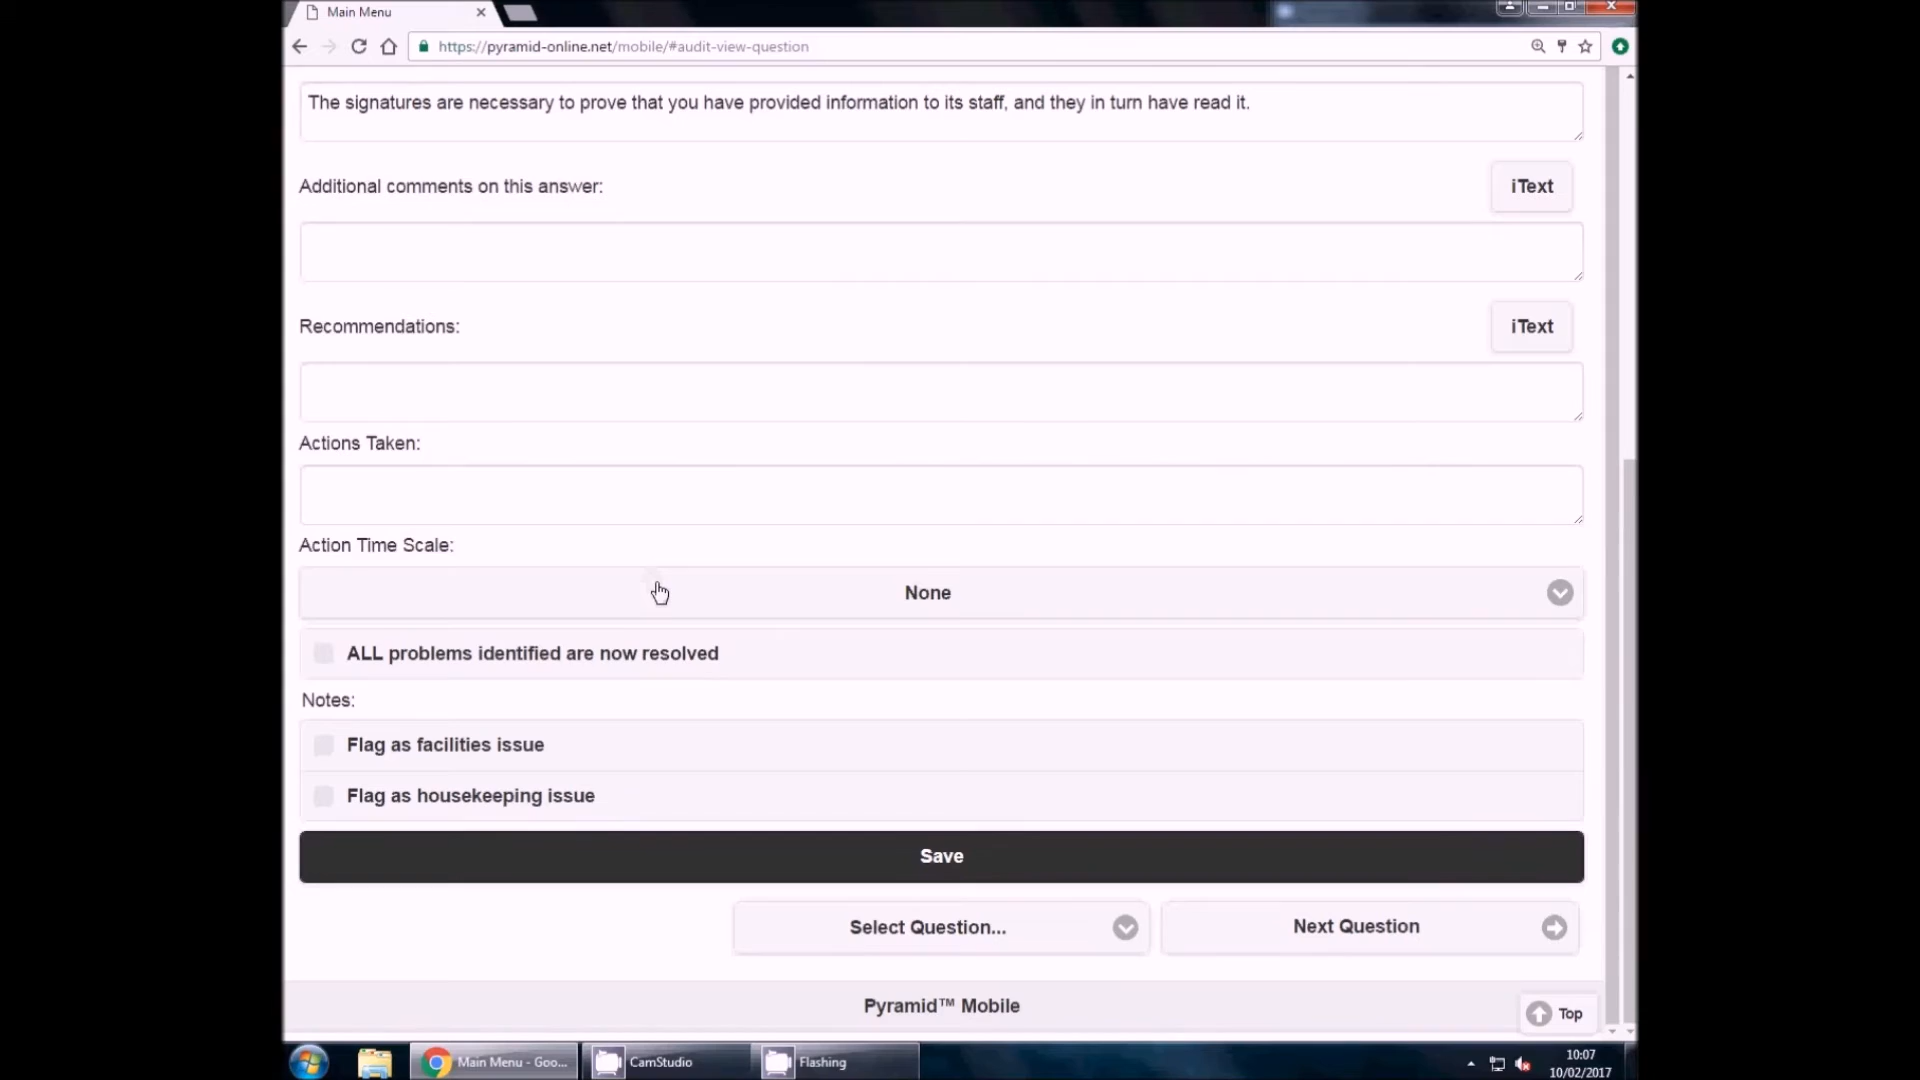 Main Menu
https://pyramid-online.net/mobile/#audit-view-question
The signatures are necessary to prove that you have provided information to its staff, and they in turn have read it.
Additional comments on this answer:
iText
Recommendations:
iText
Actions Taken:
Action Time Scale:
None
ALL problems identified are now resolved
Notes:
Flag as facilities issue
Flag as housekeeping issue
Save
Select Question...
Next Question
Pyramid™ Mobile
Top
Main Menu - Goo...
CamStudio
Flashing
10:07
10/02/2017